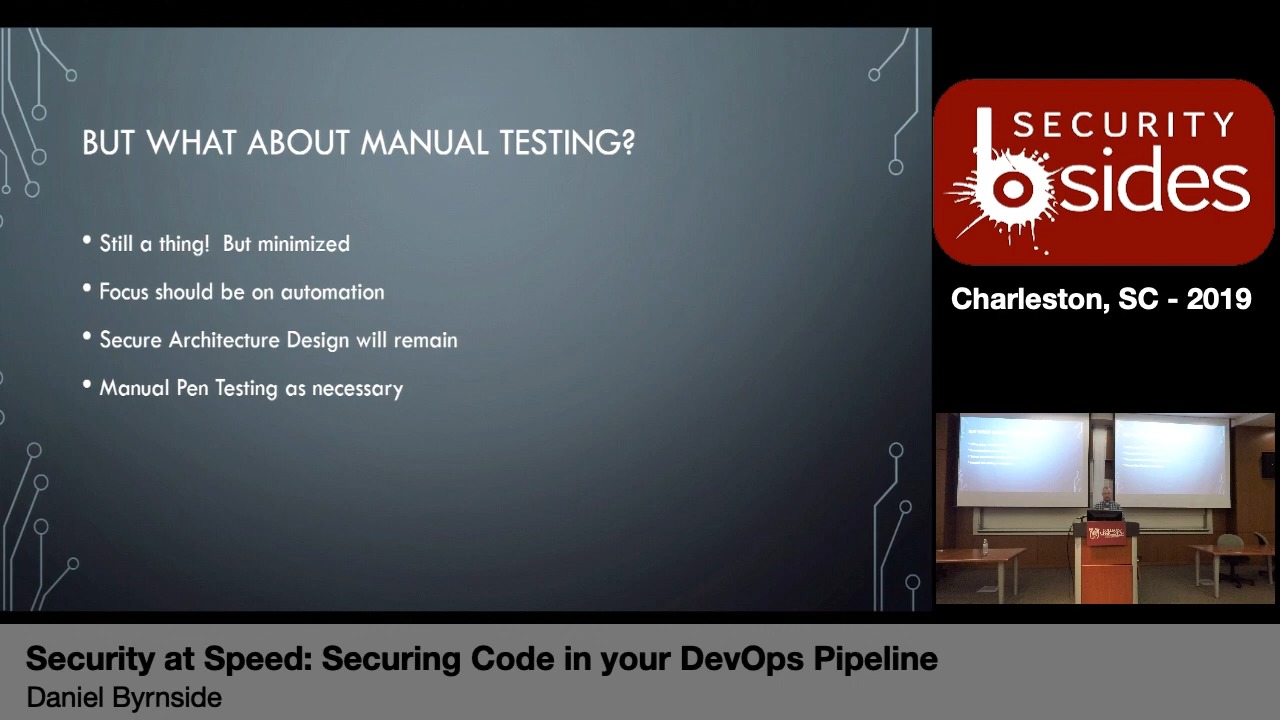 BUT WHAT ABOUT MANUAL TESTING?
• Still a thing! But minimized
• Focus should be on automation
• Secure Architecture Design will remain
• Manual Pen Testing as necessary
SECURITY
bsides
Charleston, SC - 2019
Security at Speed: Securing Code in your DevOps Pipeline
Daniel Byrnside